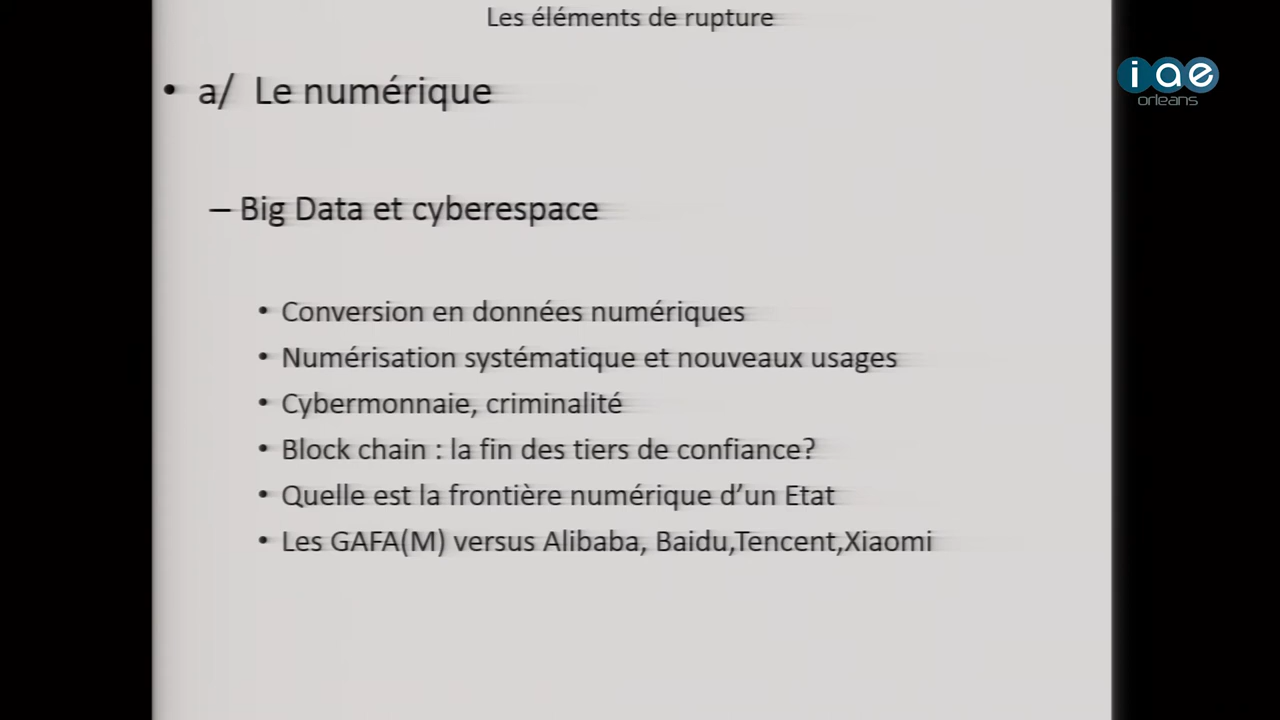 Les éléments de rupture
• a/ Le numérique
– Big Data et cyberespace
• Conversion en données numériques
• Numérisation systématique et nouveaux usages
• Cybermonnaie, criminalité
• Block chain : la fin des tiers de confiance?
• Quelle est la frontière numérique d’un Etat
• Les GAFA(M) versus Alibaba, Baidu,Tencent,Xiaomi
iae
orleans